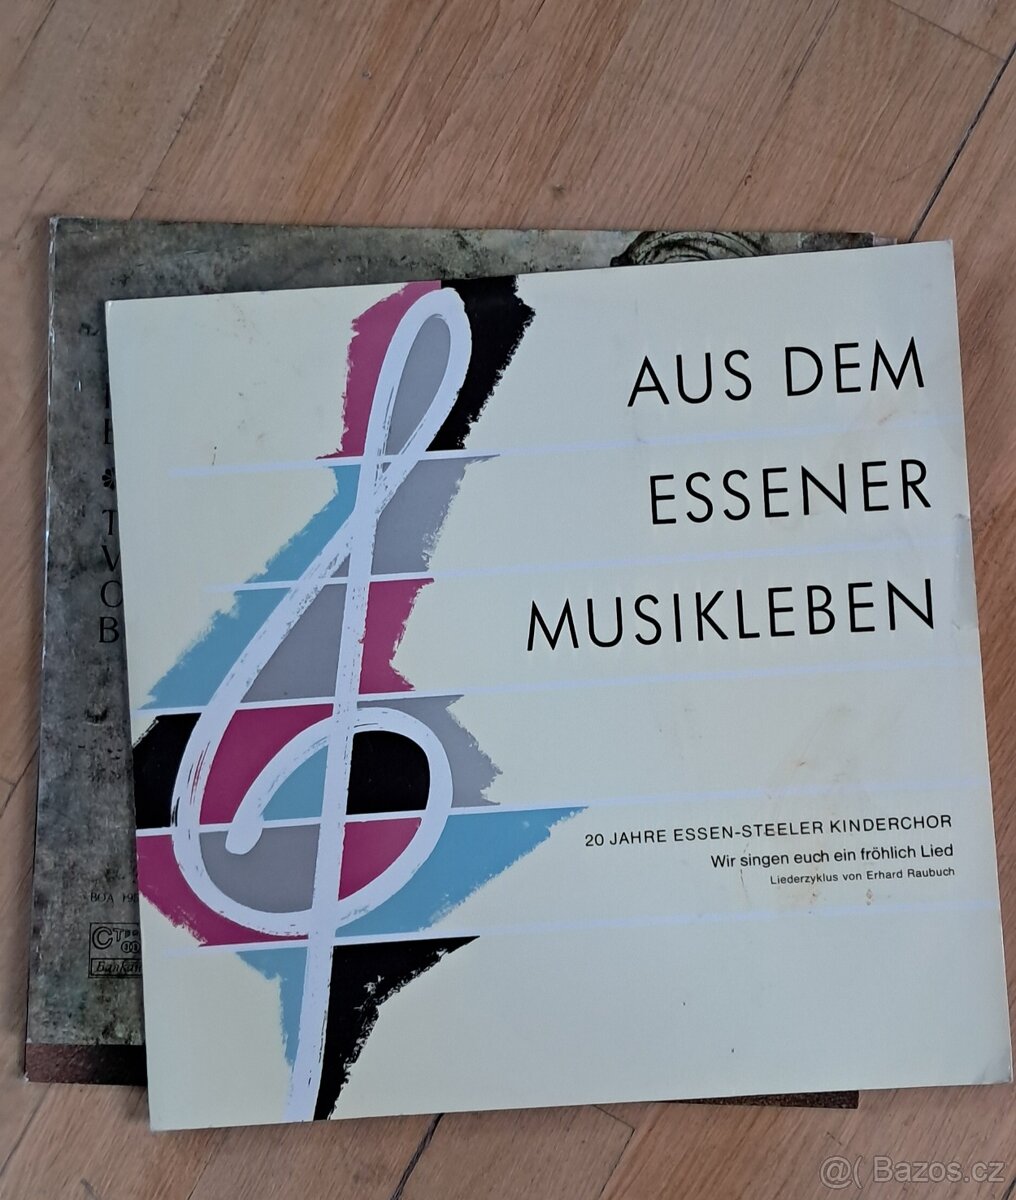 AUS DEM
ESSENER
MUSIKLEBEN
20 JAHRE ESSEN-STEELER KINDERCHOR
Wir singen euch ein fröhlich Lied
Liederzyklus von Erhard Raubuch
BOA
@( Bazos.cz